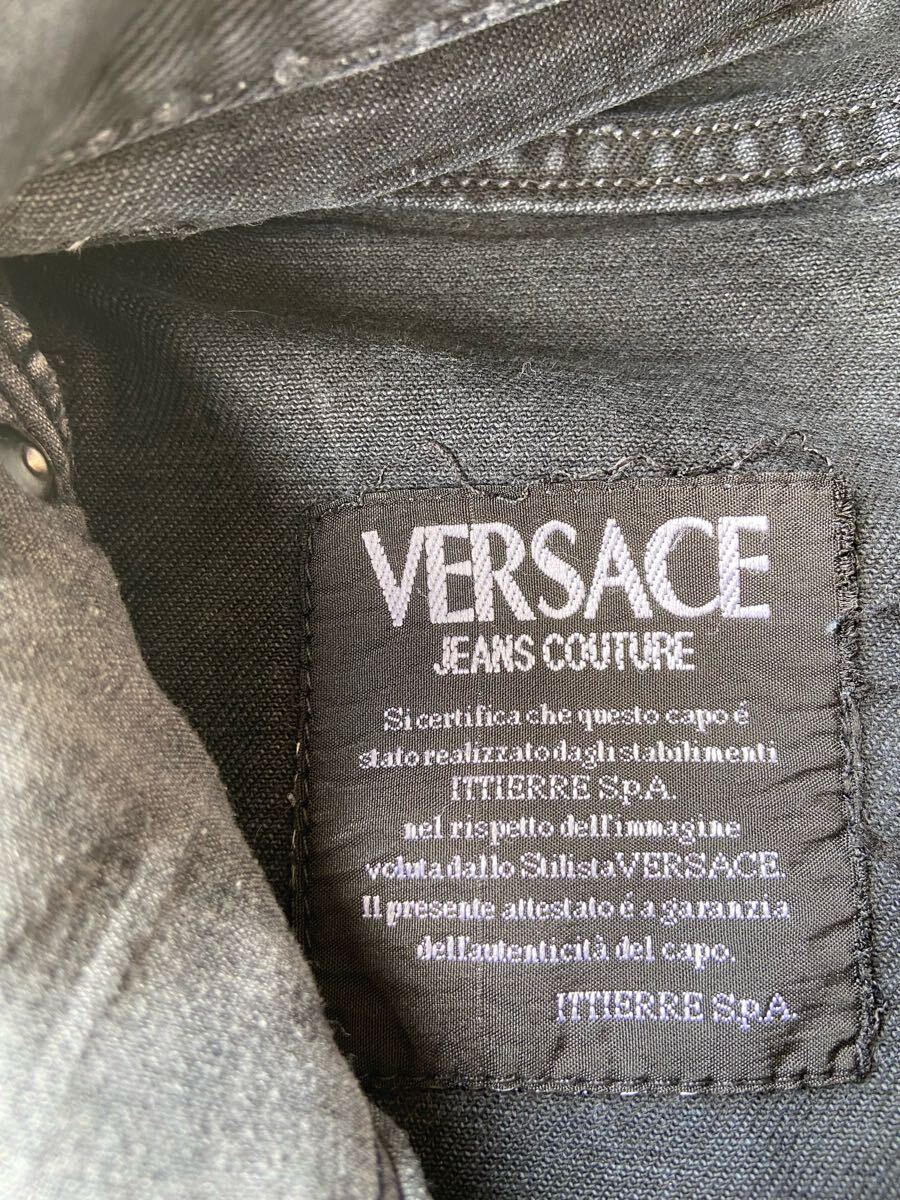 VERSACE
JEANS COUTURE
Si certifica che questo capo é
stato realizzato dagli stabilimenti
ITTIERRE S.p.A.
nel rispetto dell'immagine
voluta dallo Stilista VERSACE.
Il presente attestato é a garanzia
dell'autenticitá del capo.
ITTIERRE S.p.A.